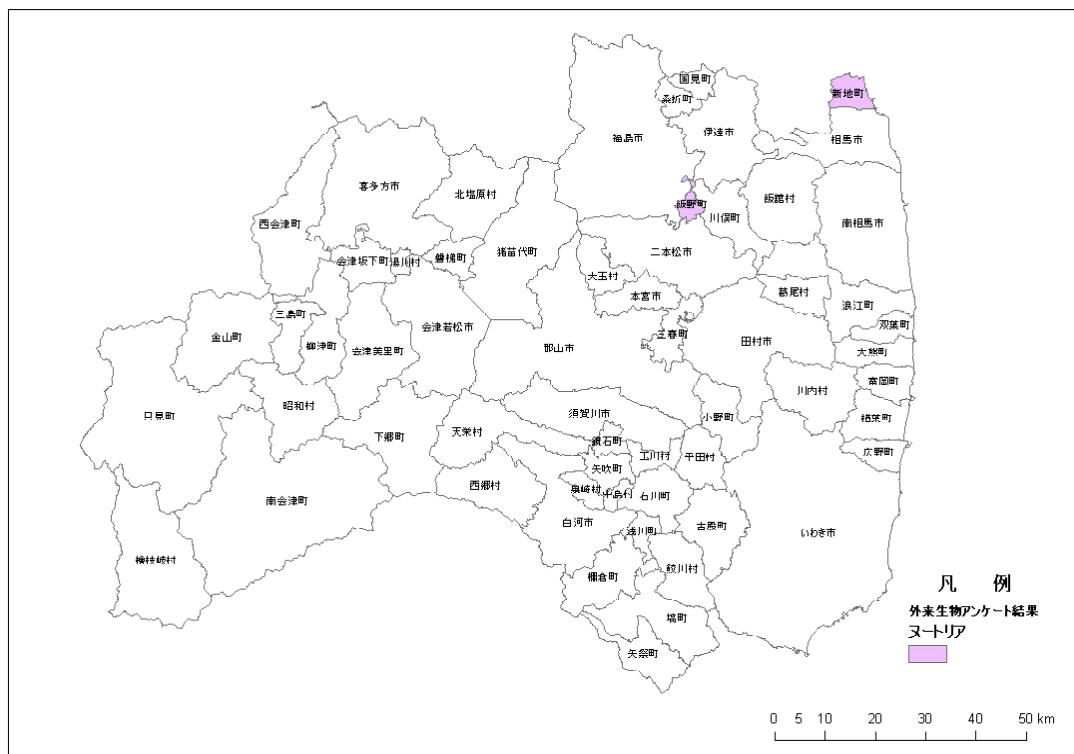 国見町
桑折町
新地町
福島市
伊達市
相馬市
喜多方市
北塩原村
飯野町
川俣町
飯舘村
南相馬市
西会津町
猪苗代町
二本松市
会津坂下町
湯川村
磐梯町
大玉村
本宮市
葛尾村
浪江町
三島町
双葉町
金山町
会津若松市
三春町
柳津町
会津美里町
郡山市
田村市
大熊町
富岡町
川内村
只見町
昭和村
須賀川市
小野町
楢葉町
下郷町
天栄村
鏡石町
玉川村
平田村
広野町
矢吹町
西郷村
泉崎村
中島村
石川町
南会津町
白河市
浅川町
古殿町
いわき市
檜枝岐村
棚倉町
鮫川村
塙町
矢祭町
凡 例
外来生物アンケート結果
ヌートリア
0 5 10 20 30 40 50 km